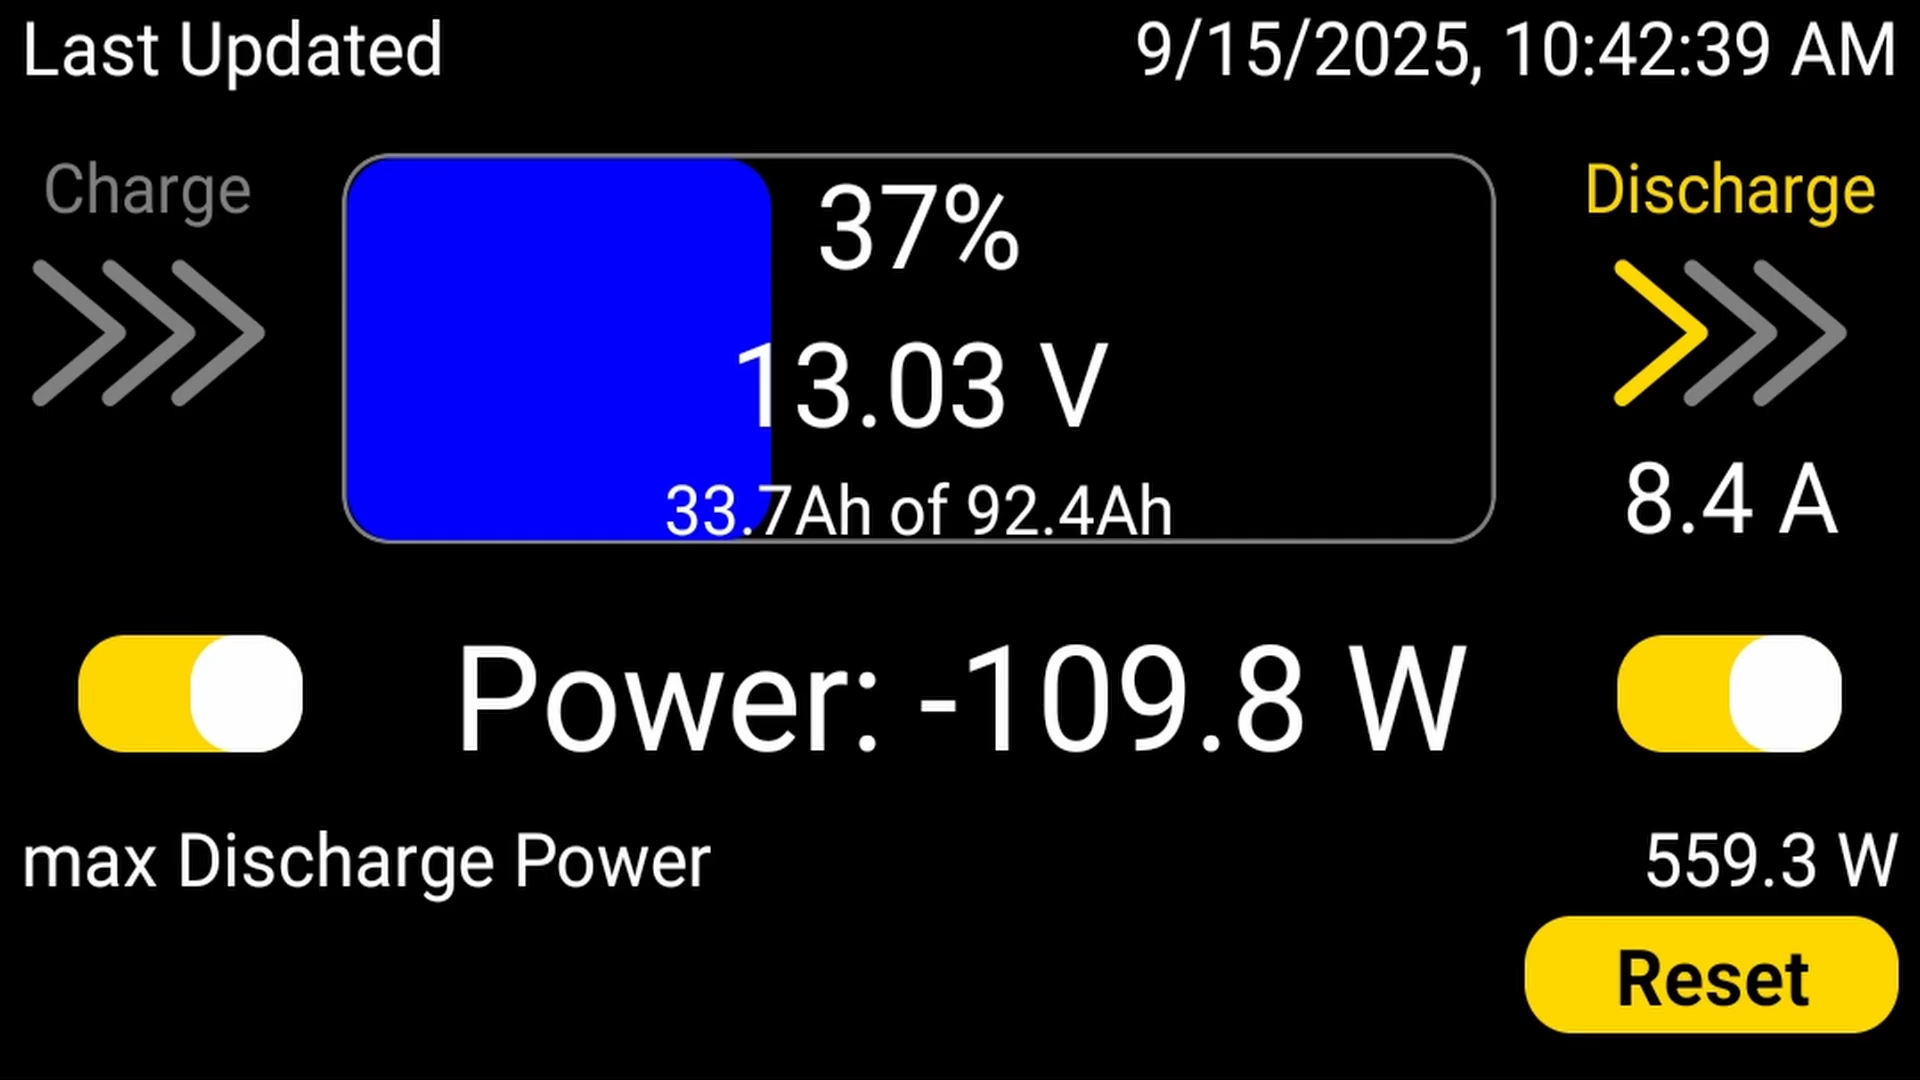 Last Updated 9/15/2025, 10:42:39 AM
Charge 37% Discharge
13.03 V
33.7Ah of 92.4Ah 8.4 A
Power: -109.8 W
max Discharge Power 559.3 W
Reset